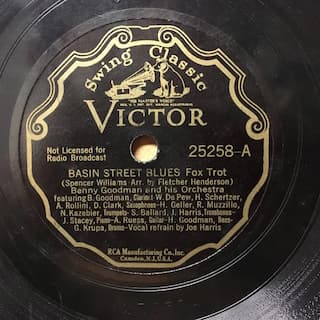 Swing Classic
"HIS MASTER'S VOICE"
VICTOR
Not Licensed for
Radio Broadcast
25258-A
BASIN STREET BLUES Fox Trot
(Spencer Williams Arr. by Fletcher Henderson)
Benny Goodman and his Orchestra
featuring B. Goodman, Clarinet- W. De Pew, H. Schertzer,
A. Rollini, D. Clark, Saxophones- H. Geller, R. Muzzillo,
N. Kazebier, Trumpets- S. Ballard, J. Harris, Trombones-
J. Stacey, Piano- A. Ruess, Guitar- H. Goodman, Bass-
G. Krupa, Drums- Vocal refrain by Joe Harris
RCA Manufacturing Co., Inc.
Camden, N.J., U.S.A.